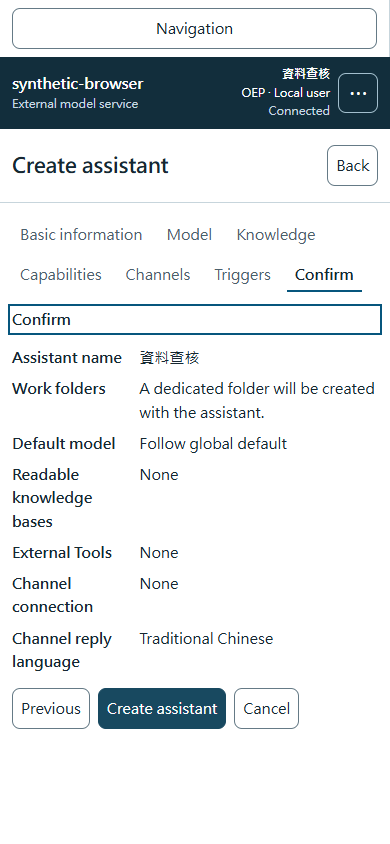 Navigation
synthetic-browser
External model service
資料查核
OEP · Local user
Connected
···
Create assistant
Back
Basic information
Model
Knowledge
Capabilities
Channels
Triggers
Confirm
Confirm
Assistant name
資料查核
Work folders
A dedicated folder will be created
with the assistant.
Default model
Follow global default
Readable
knowledge
bases
None
External Tools
None
Channel
connection
None
Channel reply
language
Traditional Chinese
Previous
Create assistant
Cancel